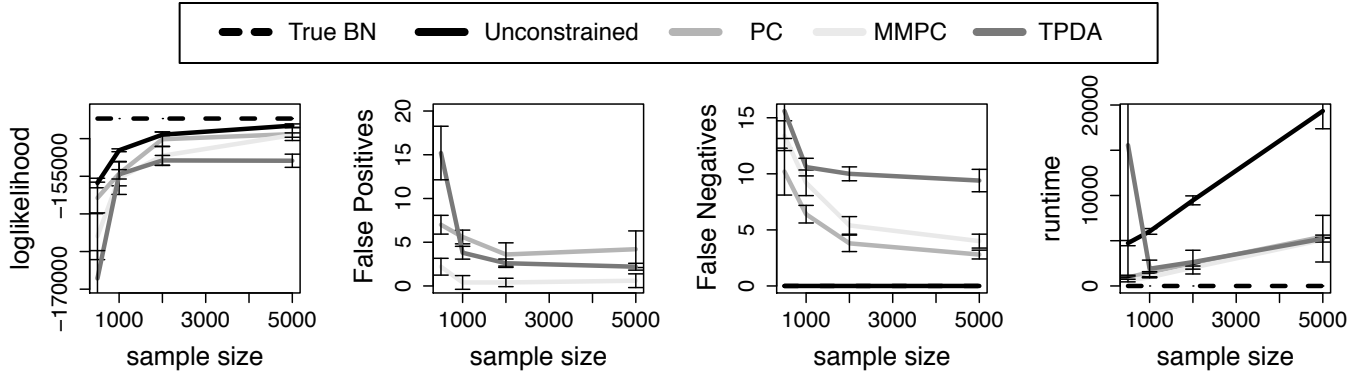 True BN Unconstrained PC MMPC TPDA
loglikelihood
−170000 −155000
1000 3000 5000
sample size
False Positives
0 5 10 15 20
1000 3000 5000
sample size
False Negatives
0 5 10 15
1000 3000 5000
sample size
runtime
0 10000 20000
1000 3000 5000
sample size